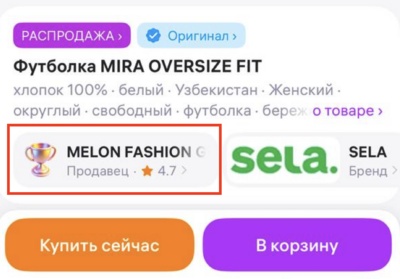 РАСПРОДАЖА ›
Оригинал ›
Футболка MIRA OVERSIZE FIT
хлопок 100% · белый · Узбекистан · Женский ·
округлый · свободный · футболка · береж о товаре ›
MELON FASHION G
Продавец · ★ 4.7 ›
sela.
SELA
Бренд ›
Купить сейчас
В корзину